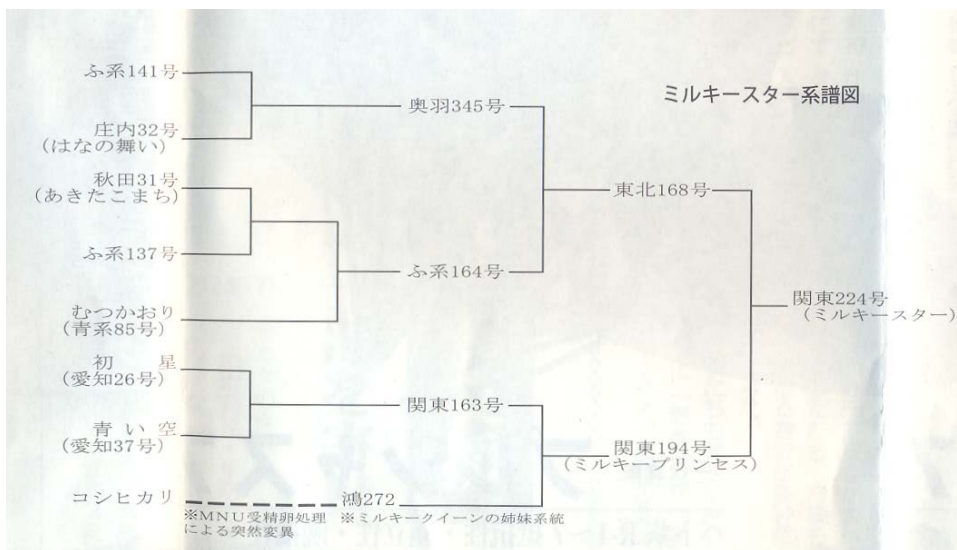 ミルキースター系譜図
ふ系141号
奥羽345号
庄内32号
(はなの舞い)
秋田31号
(あきたこまち)
東北168号
ふ系137号
ふ系164号
むつかおり
(青系85号)
関東224号
(ミルキースター)
初 星
(愛知26号)
関東163号
青 い 空
(愛知37号)
関東194号
(ミルキープリンセス)
コシヒカリ
鴻272
※MNU受精卵処理
による突然変異
※ミルキークイーンの姉妹系統